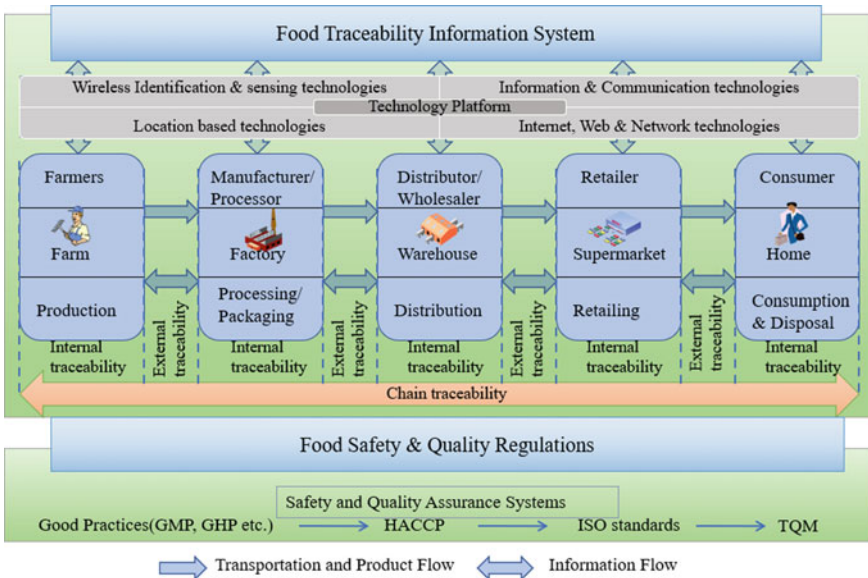 Food Traceability Information System
Wireless Identification & sensing technologies
Information & Communication technologies
Technology Platform
Location based technologies
Internet, Web & Network technologies
Farmers
Manufacturer/
Processor
Distributor/
Wholesaler
Retailer
Consumer
Farm
Factory
Warehouse
Supermarket
Home
Production
Processing/
Packaging
Distribution
Retailing
Consumption
& Disposal
Internal
traceability
External
traceability
Internal
traceability
External
traceability
Internal
traceability
External
traceability
Internal
traceability
External
traceability
Internal
traceability
Chain traceability
Food Safety & Quality Regulations
Safety and Quality Assurance Systems
Good Practices(GMP, GHP etc.)
HACCP
ISO standards
TQM
Transportation and Product Flow
Information Flow